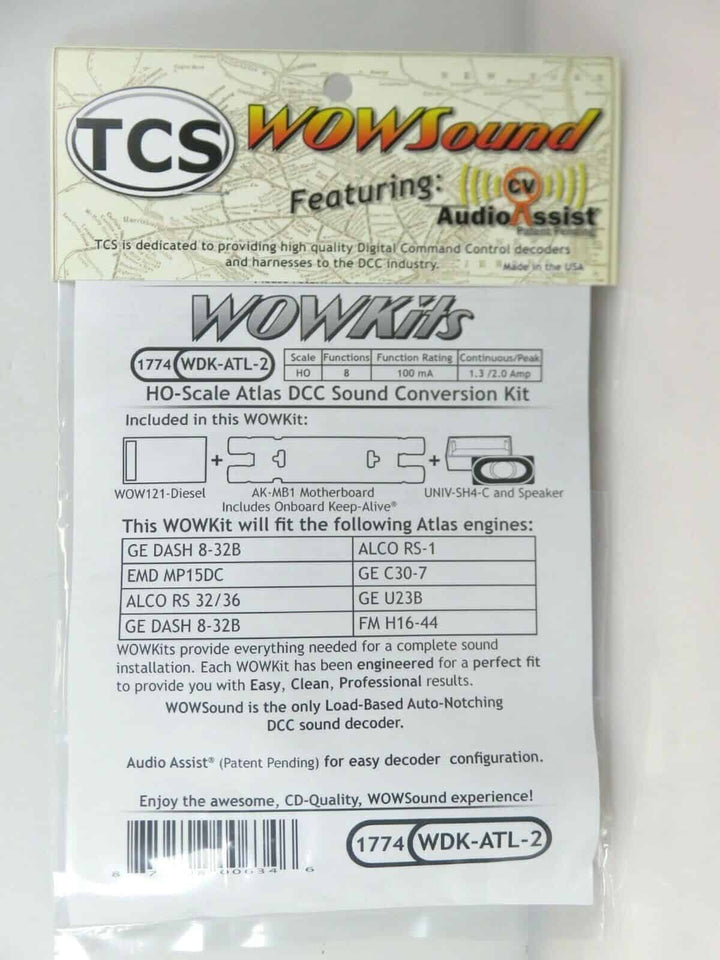 TCS WOWSound
Featuring: CV
AudioAssist
Patent Pending
TCS is dedicated to providing high quality Digital Command Control decoders
and harnesses to the DCC industry.
Made in the USA
WOWKits
1774 WDK-ATL-2
Scale Functions Function Rating Continuous/Peak
HO 8 100 mA 1.3 /2.0 Amp
HO-Scale Atlas DCC Sound Conversion Kit
Included in this WOWKit:
+ +
WOW121-Diesel AK-MB1 Motherboard UNIV-SH4-C and Speaker
Includes Onboard Keep-Alive®
This WOWKit will fit the following Atlas engines:
GE DASH 8-32B ALCO RS-1
EMD MP15DC GE C30-7
ALCO RS 32/36 GE U23B
GE DASH 8-32B FM H16-44
WOWKits provide everything needed for a complete sound
installation. Each WOWKit has been engineered for a perfect fit
to provide you with Easy, Clean, Professional results.
WOWSound is the only Load-Based Auto-Notching
DCC sound decoder.
Audio Assist® (Patent Pending) for easy decoder configuration.
Enjoy the awesome, CD-Quality, WOWSound experience!
1774 WDK-ATL-2